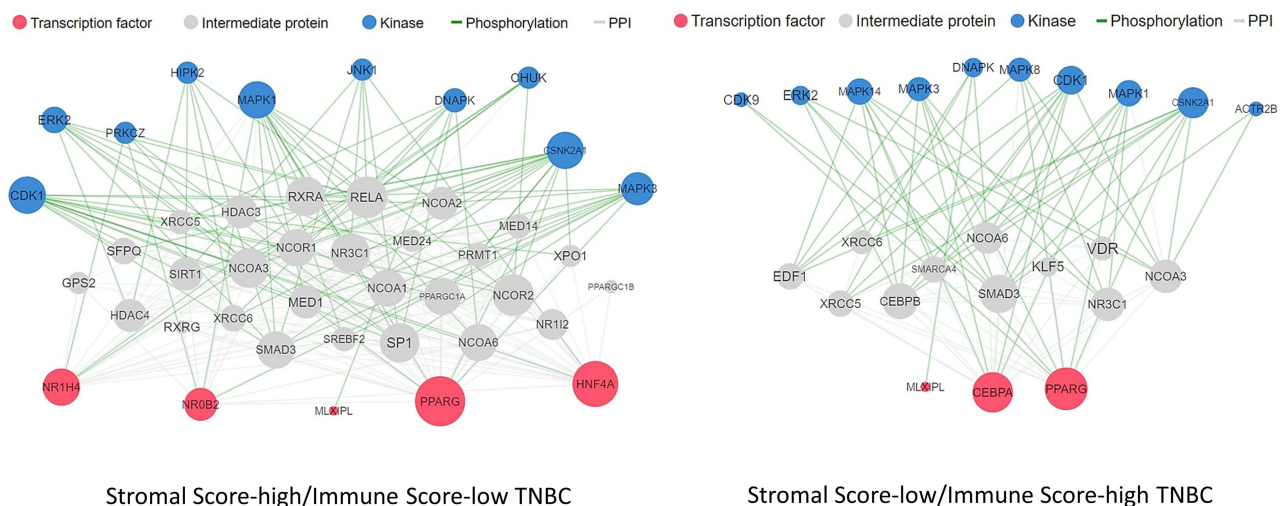 Transcription factor Intermediate protein Kinase Phosphorylation PPI
HIPK2
JNK1
CHUK
MAPK1
DNAPK
ERK2
PRKCZ
CSNK2A1
CDK1
MAPK3
RXRA
RELA
NCOA2
HDAC3
XRCC5
MED14
MED24
NCOR1
NR3C1
SFPQ
PRMT1
XPO1
NCOA3
SIRT1
GPS2
NCOA1
PPARGC1A
NCOR2
PPARGC1B
MED1
HDAC4
RXRG
XRCC6
NR1I2
SREBF2
SP1
NCOA6
SMAD3
NR1H4
HNF4A
NR0B2
MLXIPL
PPARG
Stromal Score-high/Immune Score-low TNBC
Transcription factor Intermediate protein Kinase Phosphorylation PPI
DNAPK
MAPK8
CDK1
MAPK3
MAPK14
ERK2
CDK9
MAPK1
CSNK2A1
ACTR2B
XRCC6
NCOA6
VDR
EDF1
SMARCA4
KLF5
NCOA3
XRCC5
CEBPB
SMAD3
NR3C1
MLXIPL
CEBPA
PPARG
Stromal Score-low/Immune Score-high TNBC